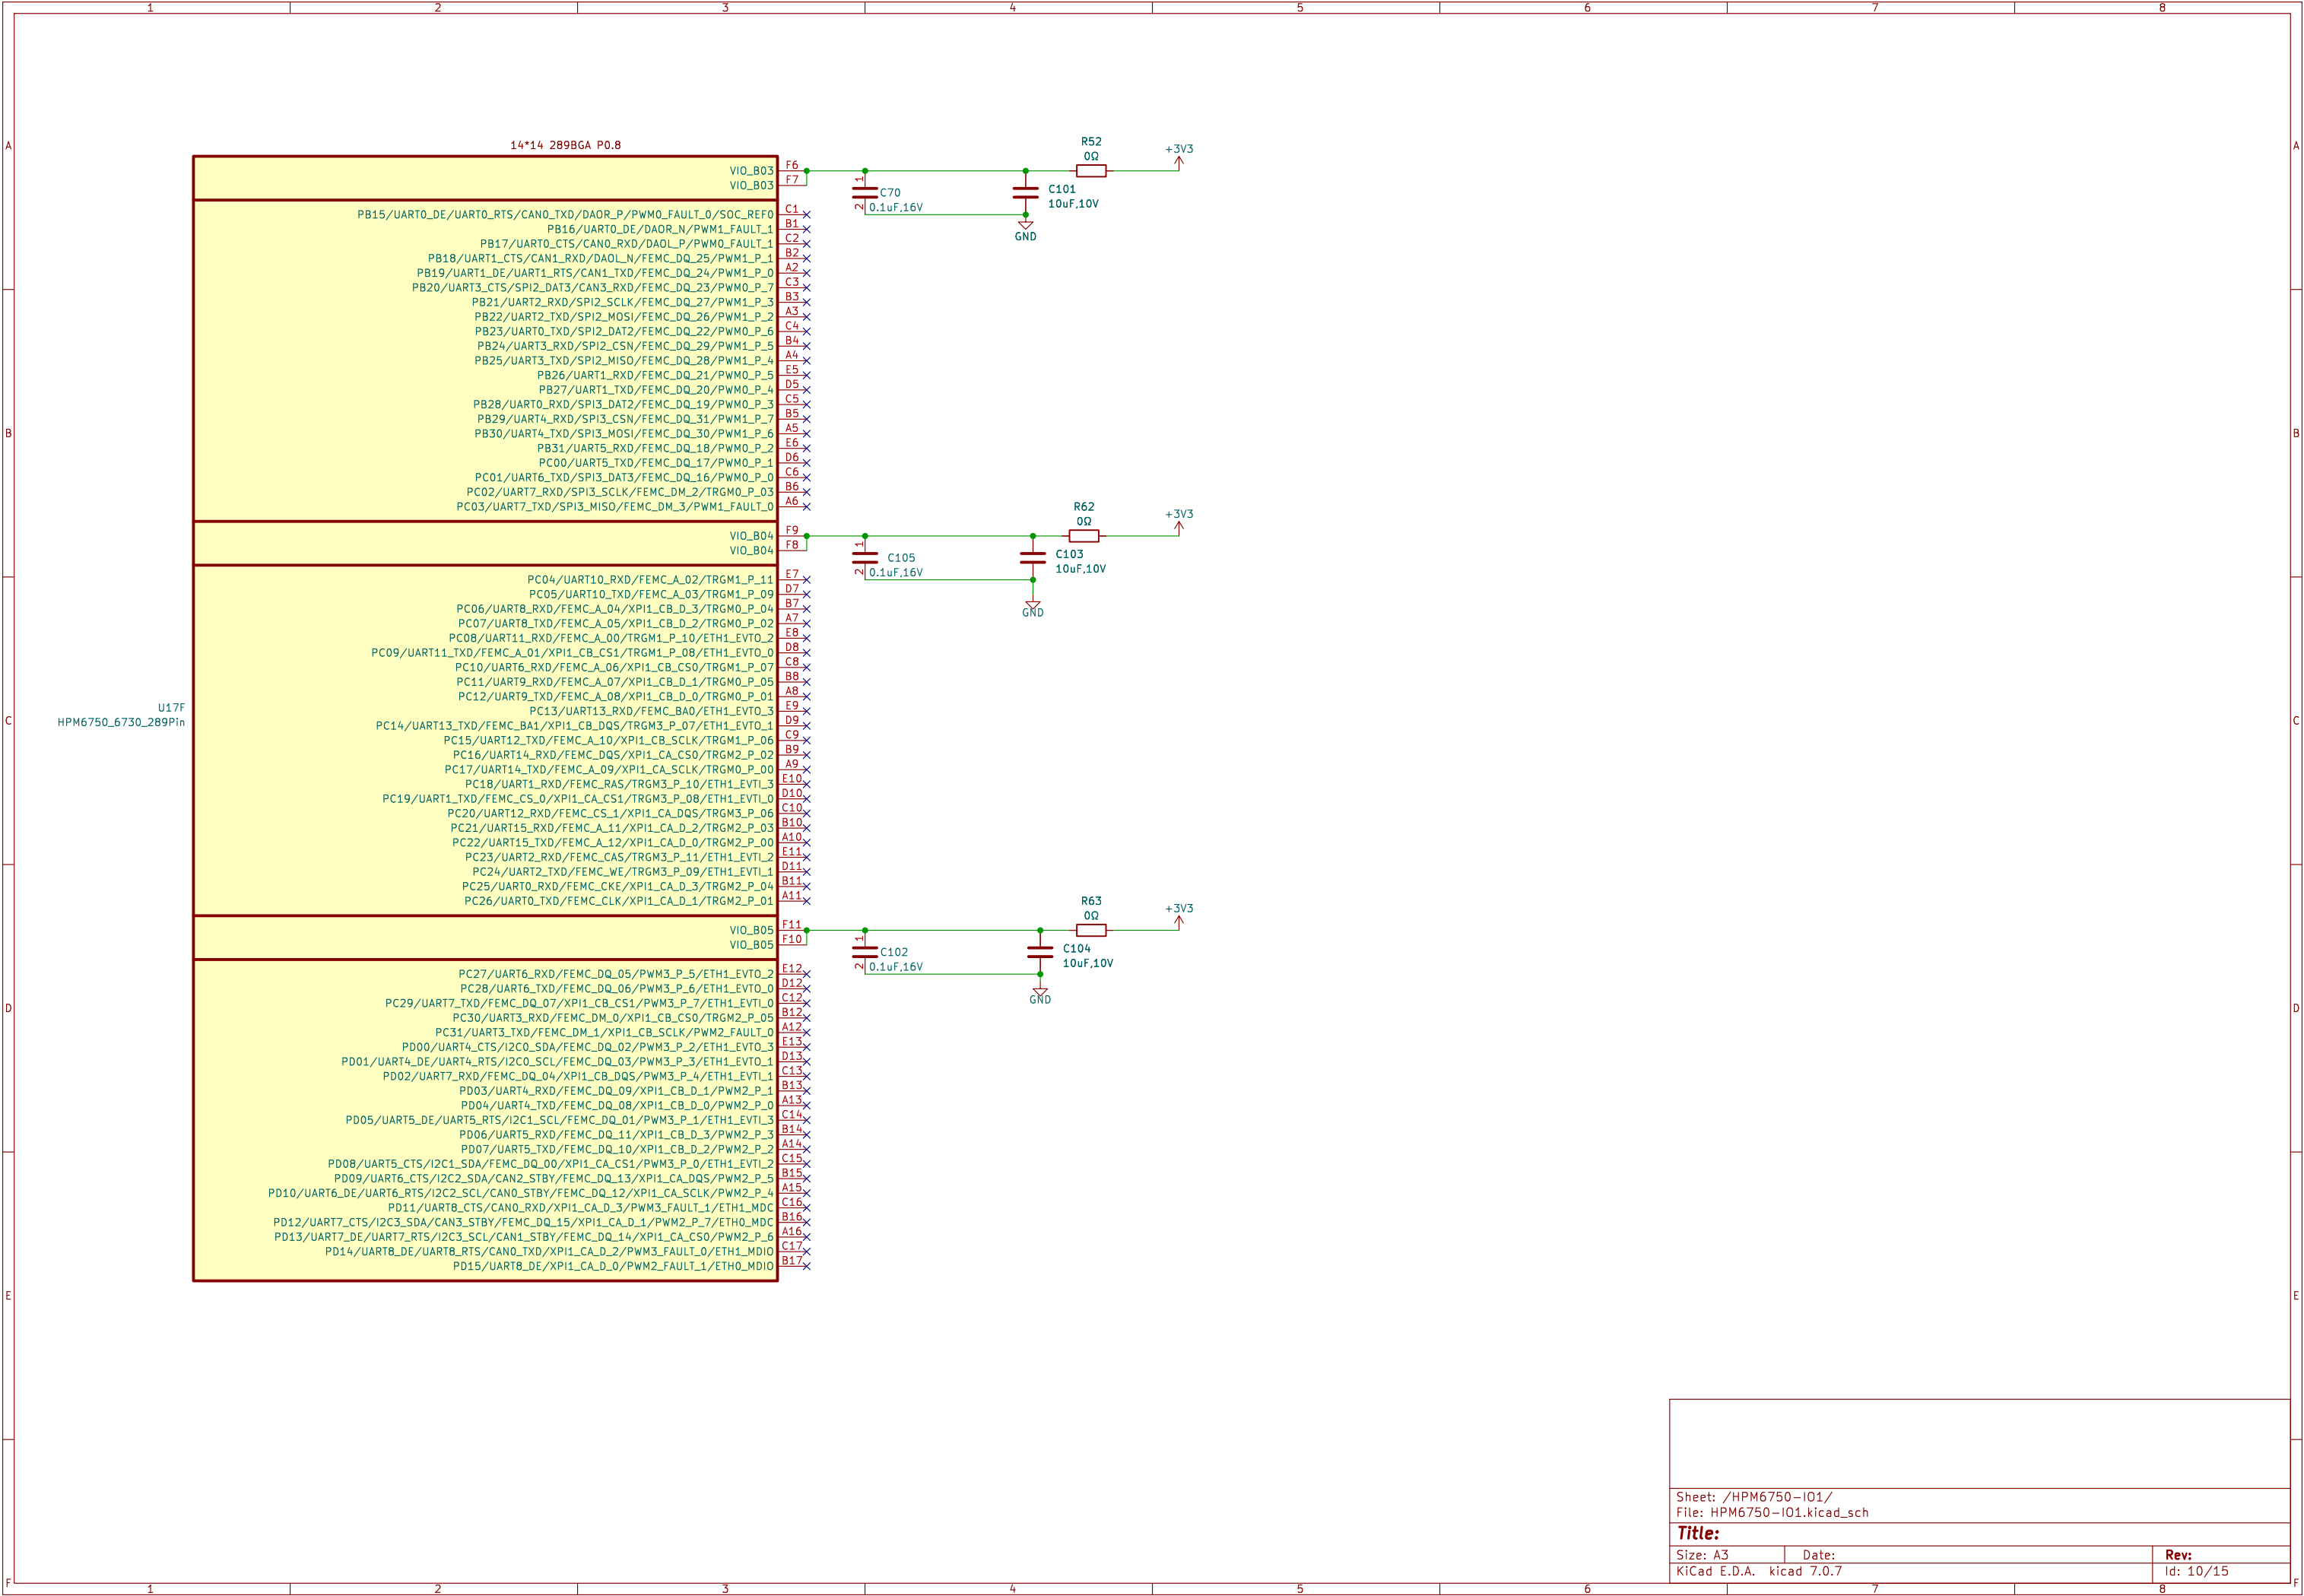 1 2 3 4 5 6 7 8
A A
B B
C C
D D
E E
F F
14*14 289BGA P0.8
U17F
HPM6750_6730_289Pin
VIO_B03 F6
VIO_B03 F7
PB15/UART0_DE/UART0_RTS/CAN0_TXD/DAOR_P/PWM0_FAULT_0/SOC_REF0 C1
PB16/UART0_DE/DAOR_N/PWM1_FAULT_1 B1
PB17/UART0_CTS/CAN0_RXD/DAOL_P/PWM0_FAULT_1 C2
PB18/UART1_CTS/CAN1_RXD/DAOL_N/FEMC_DQ_25/PWM1_P_1 B2
PB19/UART1_DE/UART1_RTS/CAN1_TXD/FEMC_DQ_24/PWM1_P_0 A2
PB20/UART3_CTS/SPI2_DAT3/CAN3_RXD/FEMC_DQ_23/PWM0_P_7 C3
PB21/UART2_RXD/SPI2_SCLK/FEMC_DQ_27/PWM1_P_3 B3
PB22/UART2_TXD/SPI2_MOSI/FEMC_DQ_26/PWM1_P_2 A3
PB23/UART0_TXD/SPI2_DAT2/FEMC_DQ_22/PWM0_P_6 C4
PB24/UART3_RXD/SPI2_CSN/FEMC_DQ_29/PWM1_P_5 B4
PB25/UART3_TXD/SPI2_MISO/FEMC_DQ_28/PWM1_P_4 A4
PB26/UART1_RXD/FEMC_DQ_21/PWM0_P_5 E5
PB27/UART1_TXD/FEMC_DQ_20/PWM0_P_4 D5
PB28/UART0_RXD/SPI3_DAT2/FEMC_DQ_19/PWM0_P_3 C5
PB29/UART4_RXD/SPI3_CSN/FEMC_DQ_31/PWM1_P_7 B5
PB30/UART4_TXD/SPI3_MOSI/FEMC_DQ_30/PWM1_P_6 A5
PB31/UART5_RXD/FEMC_DQ_18/PWM0_P_2 E6
PC00/UART5_TXD/FEMC_DQ_17/PWM0_P_1 D6
PC01/UART6_TXD/SPI3_DAT3/FEMC_DQ_16/PWM0_P_0 C6
PC02/UART7_RXD/SPI3_SCLK/FEMC_DM_2/TRGM0_P_03 B6
PC03/UART7_TXD/SPI3_MISO/FEMC_DM_3/PWM1_FAULT_0 A6
VIO_B04 F9
VIO_B04 F8
PC04/UART10_RXD/FEMC_A_02/TRGM1_P_11 E7
PC05/UART10_TXD/FEMC_A_03/TRGM1_P_09 D7
PC06/UART8_RXD/FEMC_A_04/XPI1_CB_D_3/TRGM0_P_04 B7
PC07/UART8_TXD/FEMC_A_05/XPI1_CB_D_2/TRGM0_P_02 A7
PC08/UART11_RXD/FEMC_A_00/TRGM1_P_10/ETH1_EVTO_2 E8
PC09/UART11_TXD/FEMC_A_01/XPI1_CB_CS1/TRGM1_P_08/ETH1_EVTO_0 D8
PC10/UART6_RXD/FEMC_A_06/XPI1_CB_CS0/TRGM1_P_07 C8
PC11/UART9_RXD/FEMC_A_07/XPI1_CB_D_1/TRGM0_P_05 B8
PC12/UART9_TXD/FEMC_A_08/XPI1_CB_D_0/TRGM0_P_01 A8
PC13/UART13_RXD/FEMC_BA0/ETH1_EVTO_3 E9
PC14/UART13_TXD/FEMC_BA1/XPI1_CB_DQS/TRGM3_P_07/ETH1_EVTO_1 D9
PC15/UART12_TXD/FEMC_A_10/XPI1_CB_SCLK/TRGM1_P_06 C9
PC16/UART14_RXD/FEMC_DQS/XPI1_CA_CS0/TRGM2_P_02 B9
PC17/UART14_TXD/FEMC_A_09/XPI1_CA_SCLK/TRGM0_P_00 A9
PC18/UART1_RXD/FEMC_RAS/TRGM3_P_10/ETH1_EVTI_3 E10
PC19/UART1_TXD/FEMC_CS_0/XPI1_CA_CS1/TRGM3_P_08/ETH1_EVTI_0 D10
PC20/UART12_RXD/FEMC_CS_1/XPI1_CA_DQS/TRGM3_P_06 C10
PC21/UART15_RXD/FEMC_A_11/XPI1_CA_D_2/TRGM2_P_03 B10
PC22/UART15_TXD/FEMC_A_12/XPI1_CA_D_0/TRGM2_P_00 A10
PC23/UART2_RXD/FEMC_CAS/TRGM3_P_11/ETH1_EVTI_2 E11
PC24/UART2_TXD/FEMC_WE/TRGM3_P_09/ETH1_EVTI_1 D11
PC25/UART0_RXD/FEMC_CKE/XPI1_CA_D_3/TRGM2_P_04 B11
PC26/UART0_TXD/FEMC_CLK/XPI1_CA_D_1/TRGM2_P_01 A11
VIO_B05 F11
VIO_B05 F10
PC27/UART6_RXD/FEMC_DQ_05/PWM3_P_5/ETH1_EVTO_2 E12
PC28/UART6_TXD/FEMC_DQ_06/PWM3_P_6/ETH1_EVTO_0 D12
PC29/UART7_TXD/FEMC_DQ_07/XPI1_CB_CS1/PWM3_P_7/ETH1_EVTI_0 C12
PC30/UART3_RXD/FEMC_DM_0/XPI1_CB_CS0/TRGM2_P_05 B12
PC31/UART3_TXD/FEMC_DM_1/XPI1_CB_SCLK/PWM2_FAULT_0 A12
PD00/UART4_CTS/I2C0_SDA/FEMC_DQ_02/PWM3_P_2/ETH1_EVTO_3 E13
PD01/UART4_DE/UART4_RTS/I2C0_SCL/FEMC_DQ_03/PWM3_P_3/ETH1_EVTO_1 D13
PD02/UART7_RXD/FEMC_DQ_04/XPI1_CB_DQS/PWM3_P_4/ETH1_EVTI_1 C13
PD03/UART4_RXD/FEMC_DQ_09/XPI1_CB_D_1/PWM2_P_1 B13
PD04/UART4_TXD/FEMC_DQ_08/XPI1_CB_D_0/PWM2_P_0 A13
PD05/UART5_DE/UART5_RTS/I2C1_SCL/FEMC_DQ_01/PWM3_P_1/ETH1_EVTI_3 C14
PD06/UART5_RXD/FEMC_DQ_11/XPI1_CB_D_3/PWM2_P_3 B14
PD07/UART5_TXD/FEMC_DQ_10/XPI1_CB_D_2/PWM2_P_2 A14
PD08/UART5_CTS/I2C1_SDA/FEMC_DQ_00/XPI1_CA_CS1/PWM3_P_0/ETH1_EVTI_2 C15
PD09/UART6_CTS/I2C2_SDA/CAN2_STBY/FEMC_DQ_13/XPI1_CA_DQS/PWM2_P_5 B15
PD10/UART6_DE/UART6_RTS/I2C2_SCL/CAN0_STBY/FEMC_DQ_12/XPI1_CA_SCLK/PWM2_P_4 A15
PD11/UART8_CTS/CAN0_RXD/XPI1_CA_D_3/PWM3_FAULT_1/ETH1_MDC C16
PD12/UART7_CTS/I2C3_SDA/CAN3_STBY/FEMC_DQ_15/XPI1_CA_D_1/PWM2_P_7/ETH0_MDC B16
PD13/UART7_DE/UART7_RTS/I2C3_SCL/CAN1_STBY/FEMC_DQ_14/XPI1_CA_CS0/PWM2_P_6 A16
PD14/UART8_DE/UART8_RTS/CAN0_TXD/XPI1_CA_D_2/PWM3_FAULT_0/ETH1_MDIO C17
PD15/UART8_DE/XPI1_CA_D_0/PWM2_FAULT_1/ETH0_MDIO B17
R52
0Ω
+3V3
1
2
C70
0.1uF,16V
C101
10uF,10V
GND
R62
0Ω
+3V3
1
2
C105
0.1uF,16V
C103
10uF,10V
GND
R63
0Ω
+3V3
1
2
C102
0.1uF,16V
C104
10uF,10V
GND
Sheet: /HPM6750-IO1/
File: HPM6750-IO1.kicad_sch
Title:
Size: A3 Date: Rev:
KiCad E.D.A. kicad 7.0.7 Id: 10/15
1 2 3 4 5 6 7 8